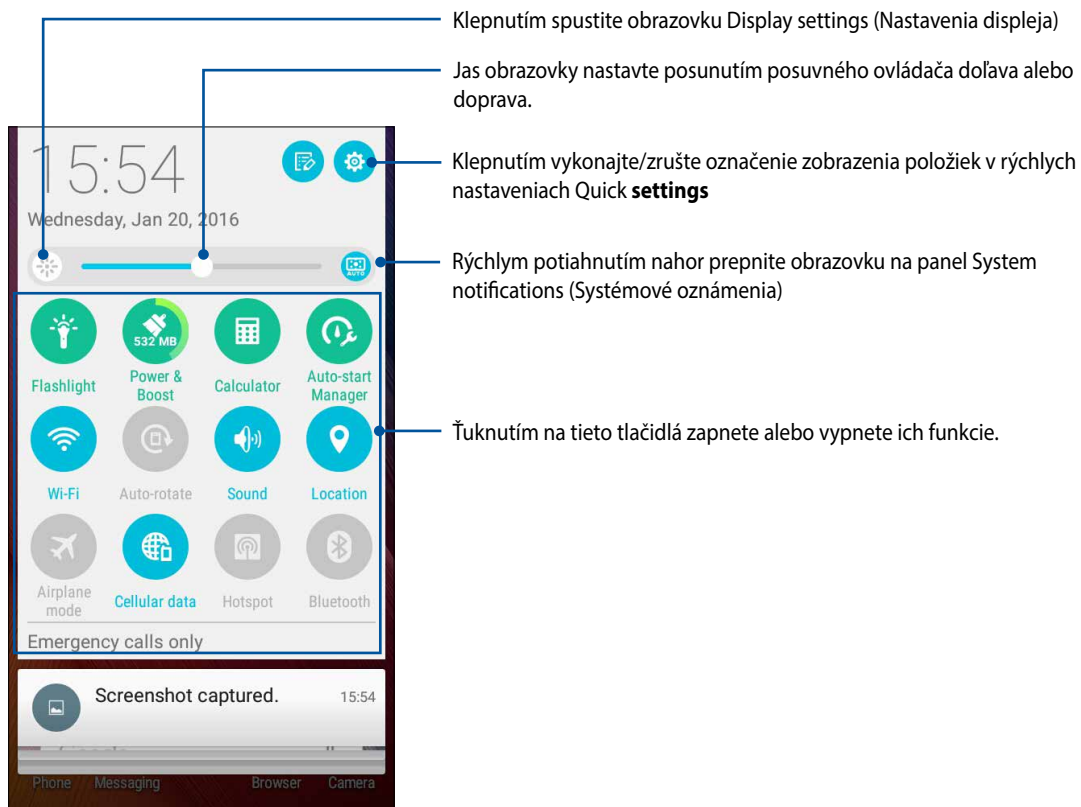 Klepnutím spustite obrazovku Display settings (Nastavenia displeja)
Jas obrazovky nastavte posunutím posuvného ovládača doľava alebo
doprava.
Klepnutím vykonajte/zrušte označenie zobrazenia položiek v rýchlych
nastaveniach Quick settings
Rýchlym potiahnutím nahor prepnite obrazovku na panel System
notifications (Systémové oznámenia)
Ťuknutím na tieto tlačidlá zapnete alebo vypnete ich funkcie.
15:54
Wednesday, Jan 20, 2016
AUTO
532 MB
Flashlight
Power &
Boost
Calculator
Auto-start
Manager
Wi-Fi
Auto-rotate
Sound
Location
Airplane
mode
Cellular data
Hotspot
Bluetooth
Emergency calls only
Screenshot captured. 15:54
Phone Messaging Browser Camera